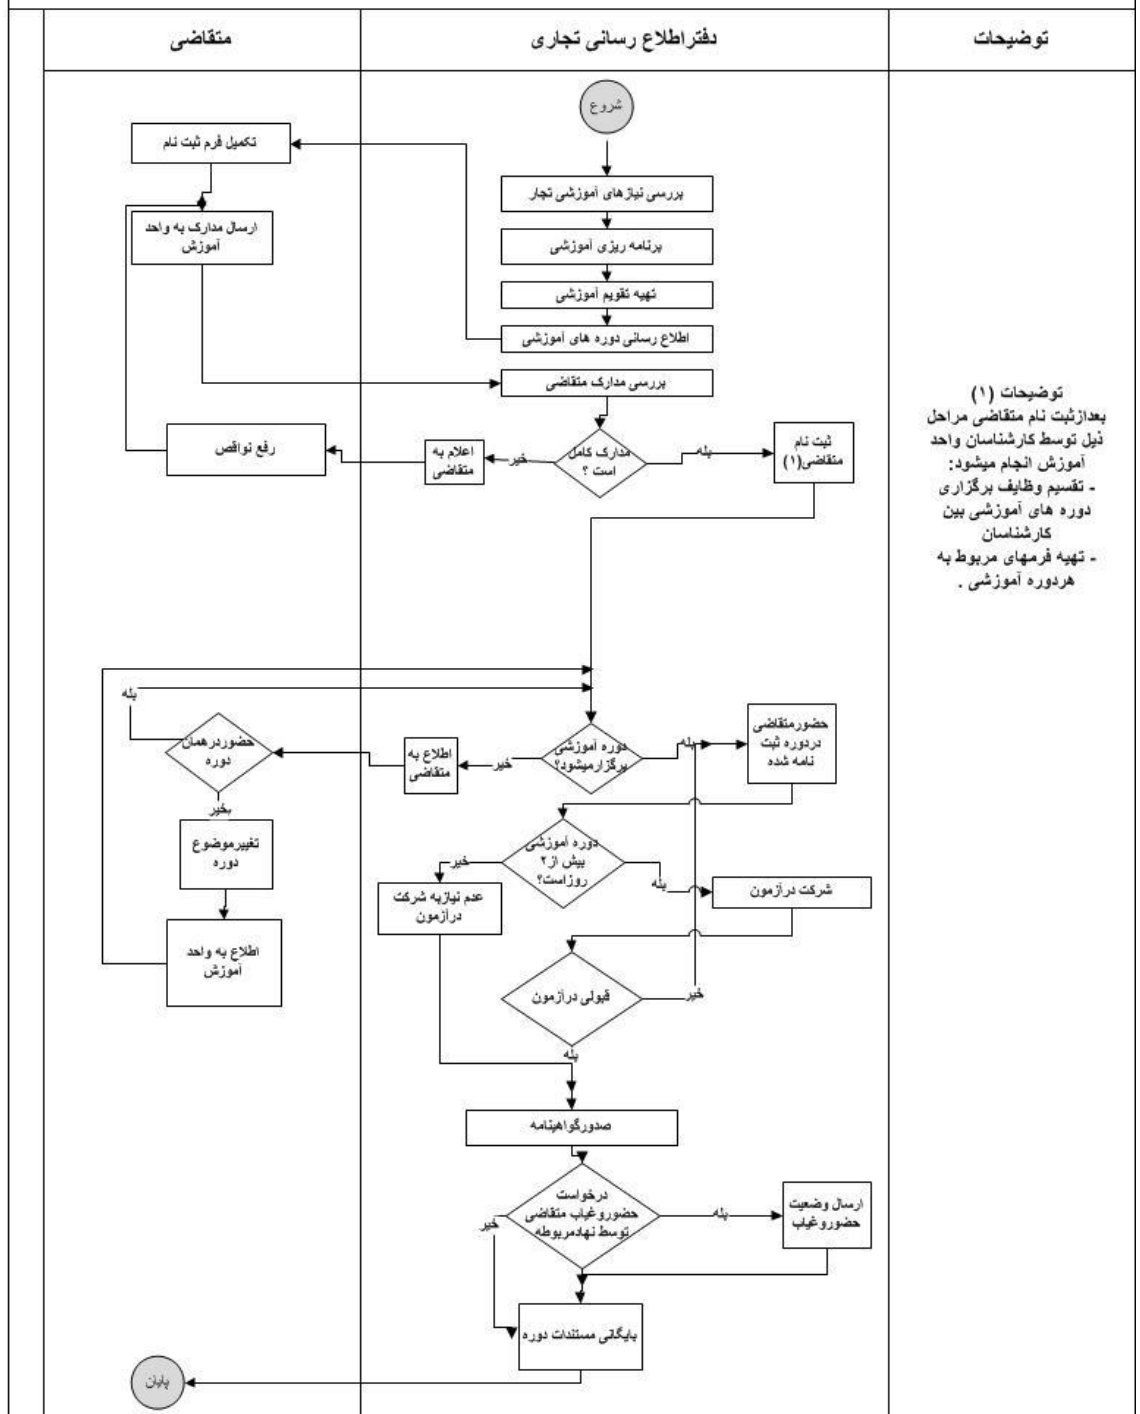 توضیحات
دفتراطلاع رسانی تجاری
متقاضی
شروع
بررسی نیازهای آموزشی تجار
برنامه ریزی آموزشی
تهیه تقویم آموزشی
اطلاع رسانی دوره های آموزشی
تکمیل فرم ثبت نام
ارسال مدارک به واحد
آموزش
بررسی مدارک متقاضی
مدارک کامل
است ؟
بله
ثبت نام
متقاضی(۱)
خیر
اعلام به
متقاضی
رفع نواقص
توضیحات (۱)
بعدازثبت نام متقاضی مراحل
ذیل توسط کارشناسان واحد
آموزش انجام میشود:
- تقسیم وظایف برگزاری
دوره های آموزشی بین
کارشناسان
- تهیه فرمهای مربوط به
هردوره آموزشی .
دوره آموزشی
برگزارمیشود؟
بله
حضورمتقاضی
دردوره ثبت
نامه شده
خیر
اطلاع به
متقاضی
حضوردرهمان
دوره
بله
بخیر
تغییرموضوع
دوره
اطلاع به واحد
آموزش
دوره آموزشی
بیش از۲
روزاست؟
بله
شرکت درآزمون
خیر
عدم نیازبه شرکت
درآزمون
قبولی درآزمون
خیر
بله
صدورگواهینامه
درخواست
حضوروغیاب متقاضی
توسط نهادمربوطه
بله
ارسال وضعیت
حضوروغیاب
خیر
بایگانی مستندات دوره
پایان